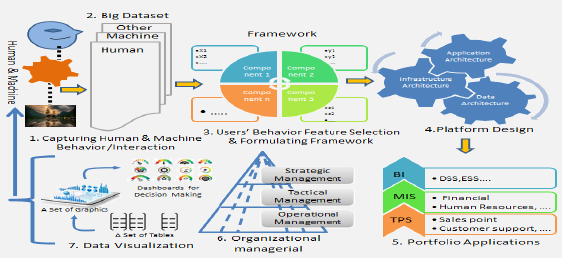 2. Big Dataset
Other
Machine
Human
Human & Machine
1. Capturing Human & Machine
Behavior/Interaction
Framework
•X1
•X2
•y1
•y2
Compo
nent 1
Compo
nent 2
Compo
nent n
Compo
nent 3
3. Users' Behavior Feature Selection
& Formulating Framework
Application
Architecture
Infrastructure
Architecture
Data
Architecture
4.Platform Design
BI
• DSS,ESS....
MIS
• Financial
• Human Resources, ....
TPS
• Sales point
• Customer support, ...
5. Portfolio Applications
Strategic
Management
Tactical
Management
Operational
Management
6. Organizational
managerial
Dashboards for
Decision Making
A Set of Graphics
A Set of Tables
7. Data Visualization